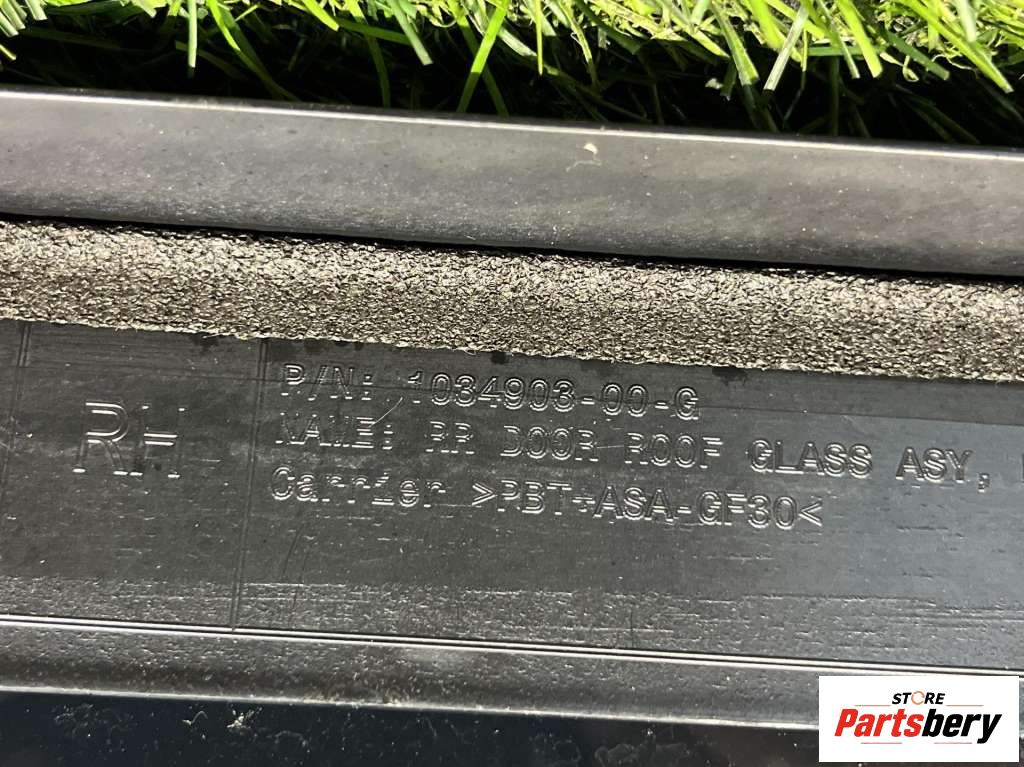 P/N: 1034903-00-G
RH
NAME: RR DOOR ROOF GLASS ASY,
Carrier >PBT+ASA-GF30<
STORE
Partsbery